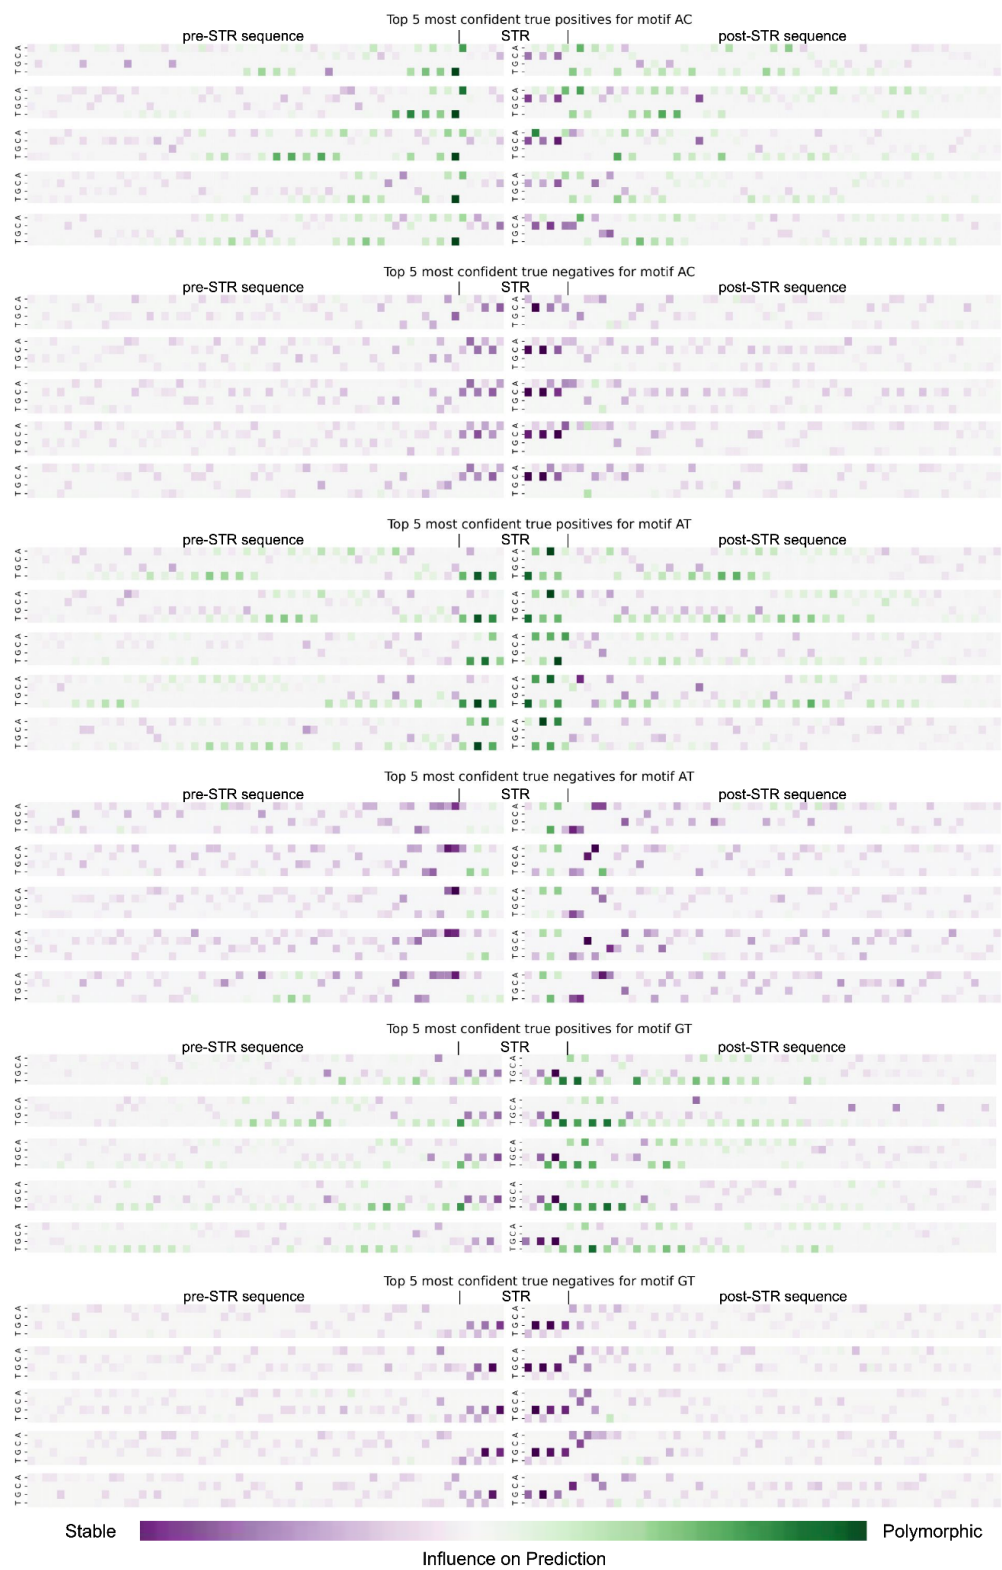 Top 5 most confident true positives for motif AC
pre-STR sequence | STR | post-STR sequence
T G C A T G C A
T G C A T G C A
T G C A T G C A
T G C A T G C A
T G C A T G C A
Top 5 most confident true negatives for motif AC
pre-STR sequence | STR | post-STR sequence
T G C A T G C A
T G C A T G C A
T G C A T G C A
T G C A T G C A
T G C A T G C A
Top 5 most confident true positives for motif AT
pre-STR sequence | STR | post-STR sequence
T G C A T G C A
T G C A T G C A
T G C A T G C A
T G C A T G C A
T G C A T G C A
Top 5 most confident true negatives for motif AT
pre-STR sequence | STR | post-STR sequence
T G C A T G C A
T G C A T G C A
T G C A T G C A
T G C A T G C A
T G C A T G C A
Top 5 most confident true positives for motif GT
pre-STR sequence | STR | post-STR sequence
T G C A T G C A
T G C A T G C A
T G C A T G C A
T G C A T G C A
T G C A T G C A
Top 5 most confident true negatives for motif GT
pre-STR sequence | STR | post-STR sequence
T G C A T G C A
T G C A T G C A
T G C A T G C A
T G C A T G C A
T G C A T G C A
Stable Polymorphic
Influence on Prediction